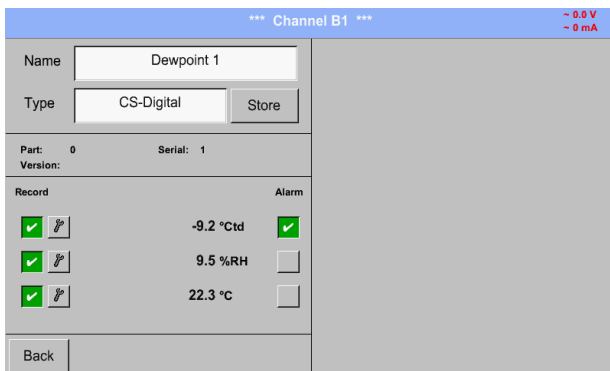 *** Channel B1 ***
~ 0.0 V
~ 0 mA
Name Dewpoint 1
Type CS-Digital Store
Part: 0 Serial: 1
Version:
Record Alarm
-9.2 °Ctd
9.5 %RH
22.3 °C
Back